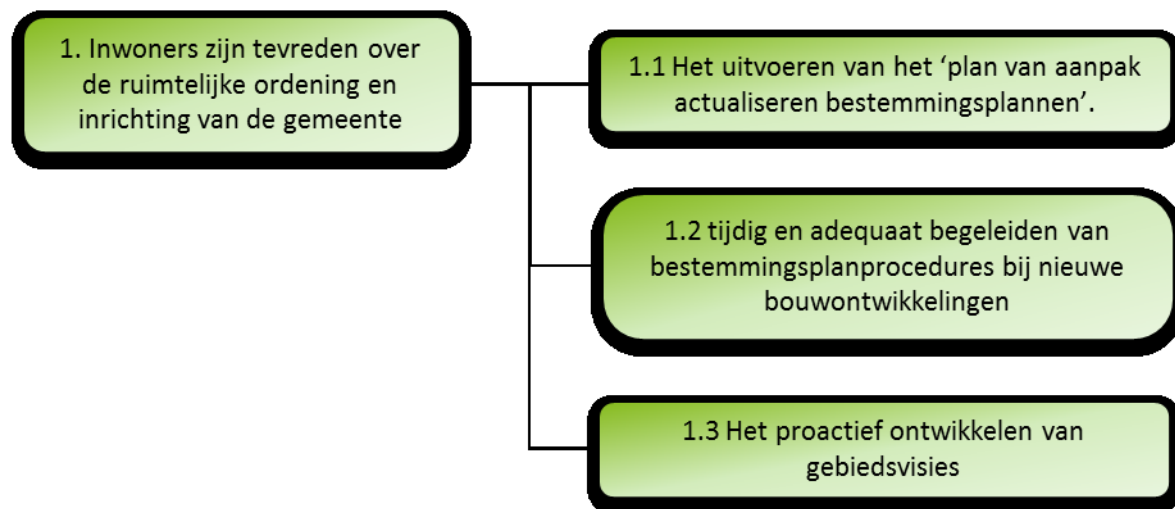 1. Inwoners zijn tevreden over
de ruimtelijke ordening en
inrichting van de gemeente
1.1 Het uitvoeren van het ‘plan van aanpak
actualiseren bestemmingsplannen’.
1.2 tijdig en adequaat begeleiden van
bestemmingsplanprocedures bij nieuwe
bouwontwikkelingen
1.3 Het proactief ontwikkelen van
gebiedsvisies